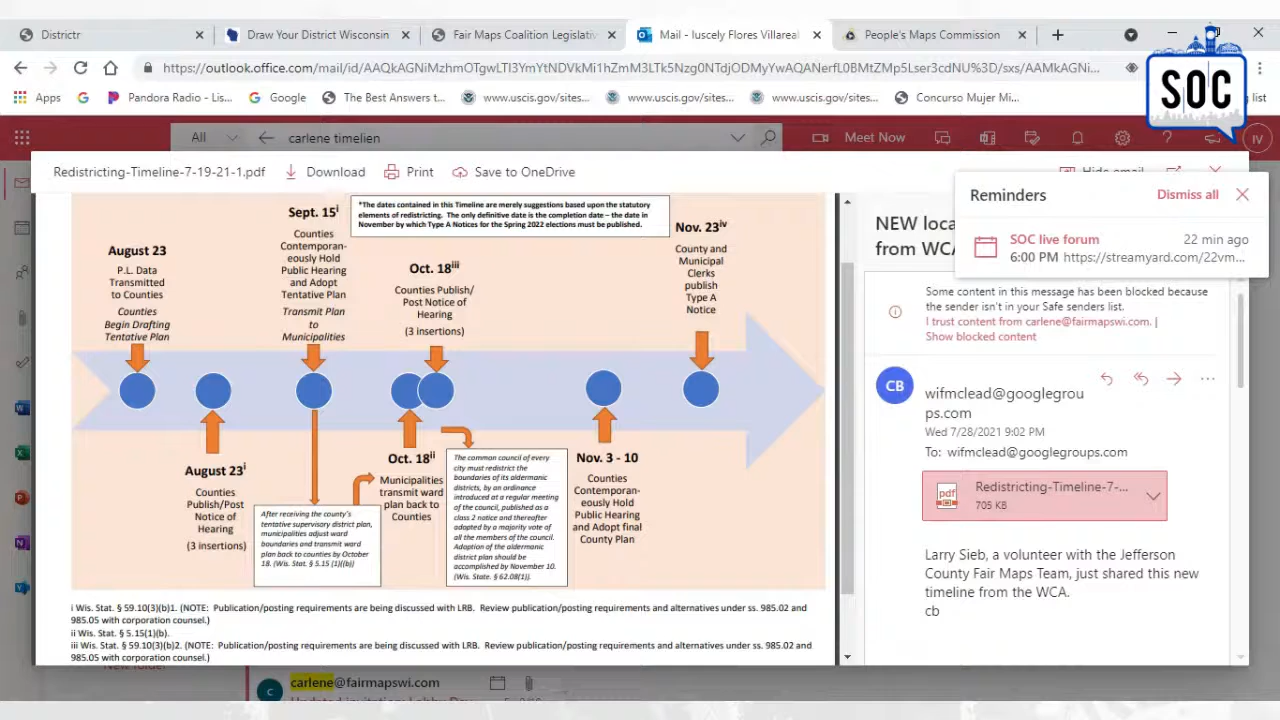 Districtr
Draw Your District Wisconsin
Fair Maps Coalition Legislativ
Mail - Iuscely Flores Villareal
People's Maps Commission
https://outlook.office.com/mail/id/AAQkAGNiMzhmOTgwLTI3YmYtNDVkMi1hZmM3LTk5Nzg0NTdjODMyYwAQANerfL0BMtZMp5Lser3cdNU%3D/sxs/AAMkAGNi...
Apps
Pandora Radio - Lis...
Google
The Best Answers t...
www.uscis.gov/sites...
www.uscis.gov/sites...
www.uscis.gov/sites...
Concurso Mujer Mi...
g list
SOC
All
carlene timelien
Meet Now
IV
Redistricting-Timeline-7-19-21-1.pdf
Download
Print
Save to OneDrive
Hide email
Reminders
Dismiss all
SOC live forum
22 min ago
6:00 PM https://streamyard.com/22vm...
*The dates contained in this Timeline are merely suggestions based upon the statutory
elements of redistricting. The only definitive date is the completion date – the date in
November by which Type A Notices for the Spring 2022 elections must be published.
August 23
P.L. Data
Transmitted
to Counties
Counties
Begin Drafting
Tentative Plan
Sept. 15i
Counties
Contemporan-
eously Hold
Public Hearing
and Adopt
Tentative Plan
Transmit Plan
to
Municipalities
Oct. 18iii
Counties Publish/
Post Notice of
Hearing
(3 insertions)
Nov. 23iv
County and
Municipal
Clerks
publish
Type A
Notice
August 23i
Counties
Publish/Post
Notice of
Hearing
(3 insertions)
After receiving the county's
tentative supervisory district plan,
municipalities adjust ward
boundaries and transmit ward
plan back to counties by October
18. (Wis. Stat. § 5.15 (1)(b))
Oct. 18ii
Municipalities
transmit ward
plan back to
Counties
The common council of every
city must redistrict the
boundaries of its aldermanic
districts, by an ordinance
introduced at a regular meeting
of the council, published as a
class 2 notice and thereafter
adopted by a majority vote of
all the members of the council.
Adoption of the aldermanic
district plan should be
accomplished by November 10.
(Wis. State. § 62.08(1)).
Nov. 3 - 10
Counties
Contemporan-
eously Hold
Public Hearing
and Adopt final
County Plan
i Wis. Stat. § 59.10(3)(b)1. (NOTE: Publication/posting requirements are being discussed with LRB. Review publication/posting requirements and alternatives under ss. 985.02 and
985.05 with corporation counsel.)
ii Wis. Stat. § 5.15(1)(b).
iii Wis. Stat. § 59.10(3)(b)2. (NOTE: Publication/posting requirements are being discussed with LRB. Review publication/posting requirements and alternatives under ss. 985.02 and
985.05 with corporation counsel.)
NEW loca
from WCA
Some content in this message has been blocked because
the sender isn't in your Safe senders list.
I trust content from carlene@fairmapswi.com. |
Show blocked content
CB
wifmclead@googlegrou
ps.com
Wed 7/28/2021 9:02 PM
To: wifmclead@googlegroups.com
pdf
Redistricting-Timeline-7-...
705 KB
Larry Sieb, a volunteer with the Jefferson
County Fair Maps Team, just shared this new
timeline from the WCA.
cb
C
carlene@fairmapswi.com